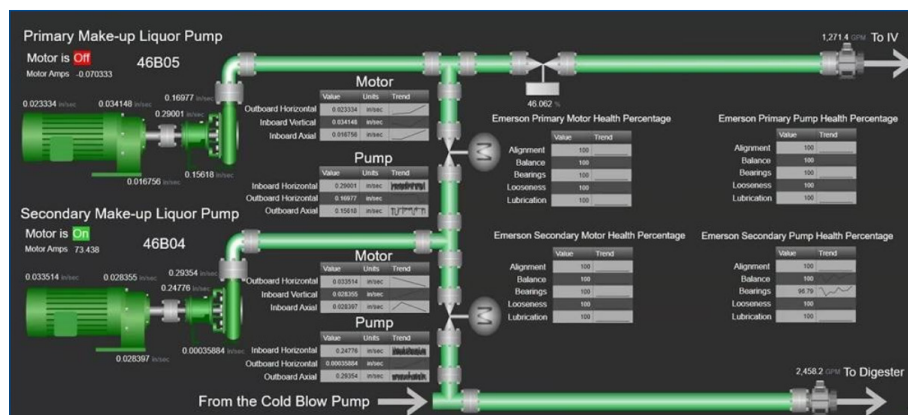 Primary Make-up Liquor Pump
Motor is Off 46B05
Motor Amps -0.070333
0.023334 in/sec 0.034148 in/sec 0.16977 in/sec
0.29001 in/sec
0.016756 in/sec 0.15618 in/sec
Motor
Value Units Trend
Outboard Horizontal 0.023334 in/sec
Inboard Vertical 0.034148 in/sec
Inboard Axial 0.016756 in/sec
Pump
Value Units Trend
Inboard Horizontal 0.29001 in/sec
Outboard Horizontal 0.16977 in/sec
Outboard Axial 0.15618 in/sec
M
46.062 %
1,271.4 GPM To IV
Emerson Primary Motor Health Percentage
Value Trend
Alignment 100
Balance 100
Bearings 100
Looseness 100
Lubrication 100
Emerson Primary Pump Health Percentage
Value Trend
Alignment 100
Balance 100
Bearings 100
Looseness 100
Lubrication 100
Secondary Make-up Liquor Pump
Motor is On 46B04
Motor Amps 73.438
0.033514 in/sec 0.028355 in/sec 0.29354 in/sec
0.24776 in/sec
0.028397 in/sec 0.00035884 in/sec
Motor
Value Units Trend
Outboard Horizontal 0.033514 in/sec
Inboard Vertical 0.028355 in/sec
Inboard Axial 0.028397 in/sec
Pump
Value Units Trend
Inboard Horizontal 0.24776 in/sec
Outboard Horizontal 0.00035884 in/sec
Outboard Axial 0.29354 in/sec
M
Emerson Secondary Motor Health Percentage
Value Trend
Alignment 100
Balance 100
Bearings 100
Looseness 100
Lubrication 100
Emerson Secondary Pump Health Percentage
Value Trend
Alignment 100
Balance 100
Bearings 98.79
Looseness 100
Lubrication 100
From the Cold Blow Pump
2,458.2 GPM To Digester